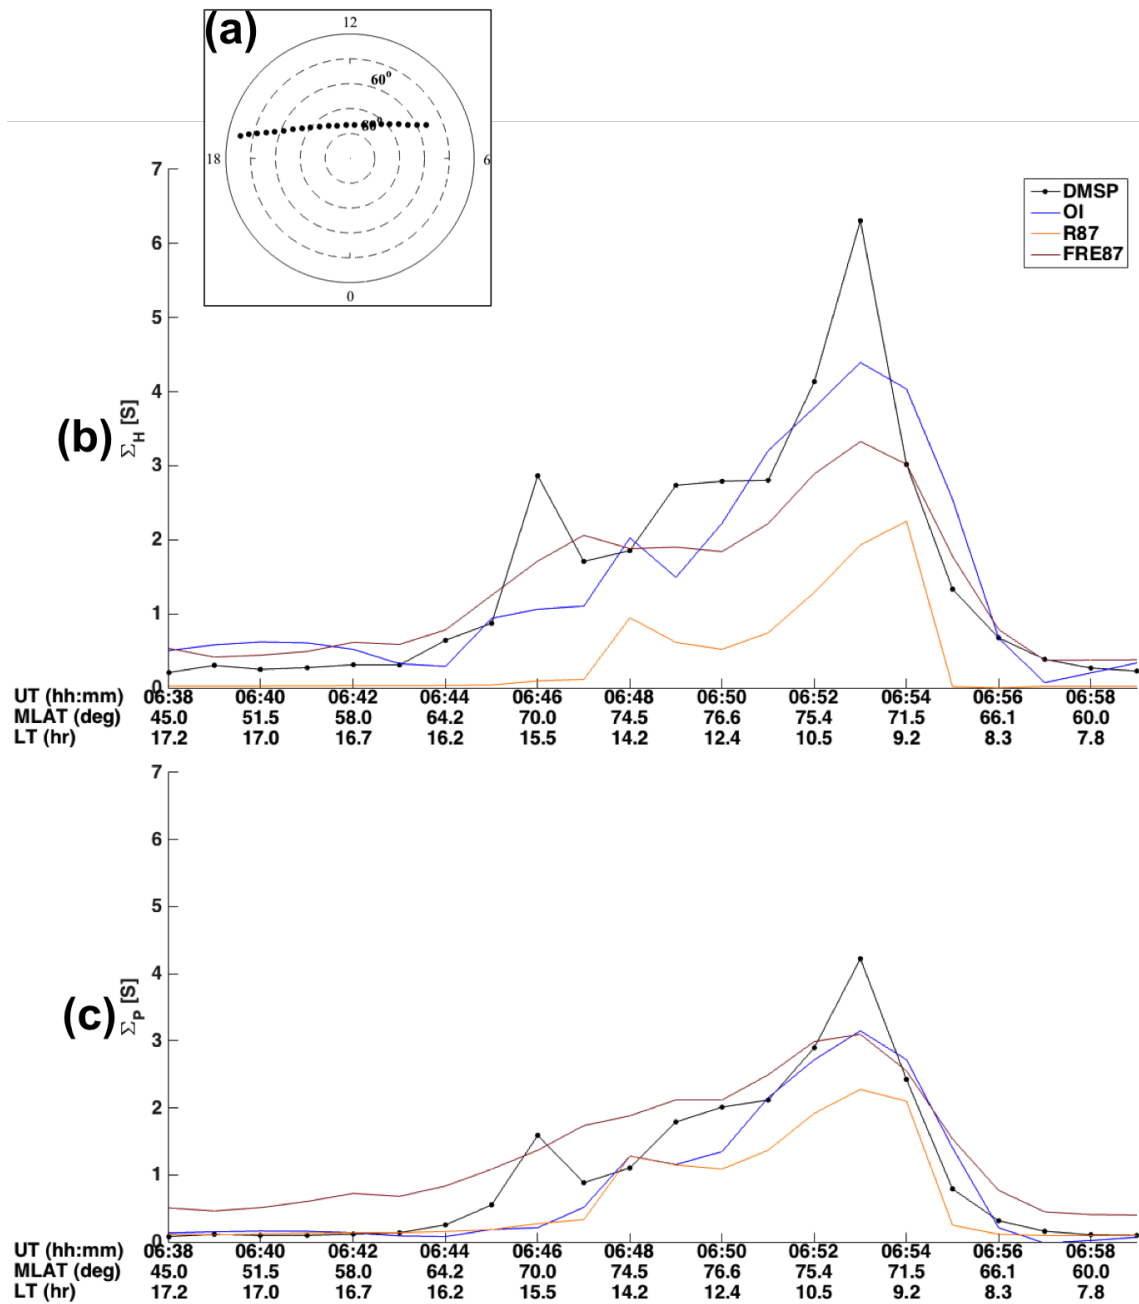 (a)
12
60°
80°
18
6
0
DMSP
OI
R87
FRE87
(b)
Σ_H [S]
7
6
5
4
3
2
1
0
UT (hh:mm) 06:38 06:40 06:42 06:44 06:46 06:48 06:50 06:52 06:54 06:56 06:58
MLAT (deg) 45.0 51.5 58.0 64.2 70.0 74.5 76.6 75.4 71.5 66.1 60.0
LT (hr) 17.2 17.0 16.7 16.2 15.5 14.2 12.4 10.5 9.2 8.3 7.8
(c)
Σ_P [S]
7
6
5
4
3
2
1
0
UT (hh:mm) 06:38 06:40 06:42 06:44 06:46 06:48 06:50 06:52 06:54 06:56 06:58
MLAT (deg) 45.0 51.5 58.0 64.2 70.0 74.5 76.6 75.4 71.5 66.1 60.0
LT (hr) 17.2 17.0 16.7 16.2 15.5 14.2 12.4 10.5 9.2 8.3 7.8